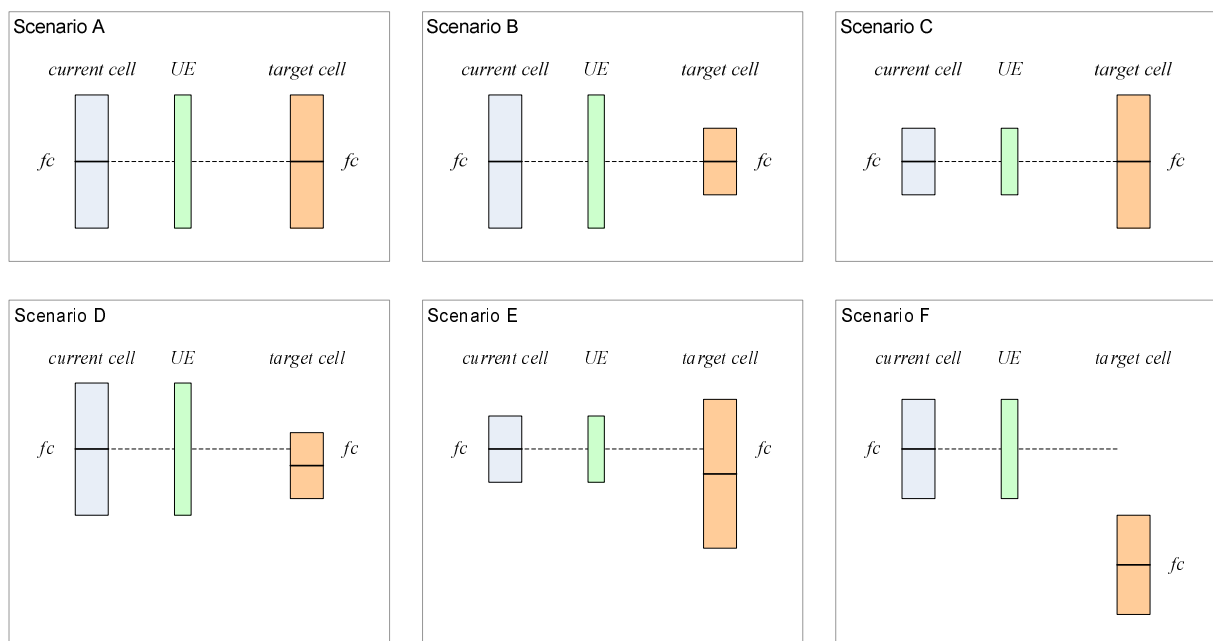 Scenario A
current cell UE target cell
fc fc
Scenario B
current cell UE target cell
fc fc
Scenario C
current cell UE target cell
fc fc
Scenario D
current cell UE target cell
fc fc
Scenario E
current cell UE target cell
fc fc
Scenario F
current cell UE target cell
fc
fc